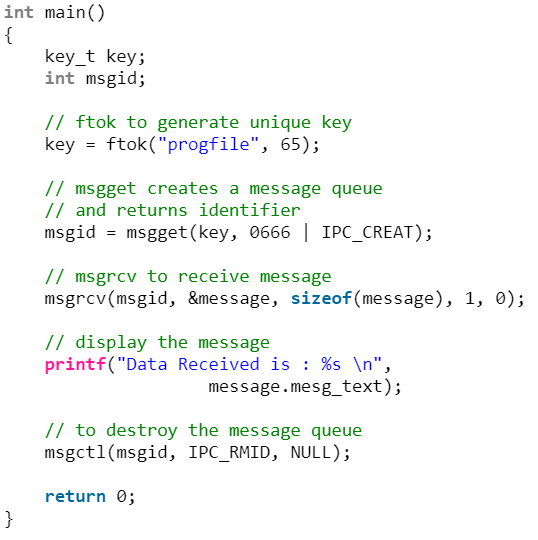 int main()
{
    key_t key;
    int msgid;

    // ftok to generate unique key
    key = ftok("progfile", 65);

    // msgget creates a message queue
    // and returns identifier
    msgid = msgget(key, 0666 | IPC_CREAT);

    // msgrcv to receive message
    msgrcv(msgid, &message, sizeof(message), 1, 0);

    // display the message
    printf("Data Received is : %s \n",
                    message.mesg_text);

    // to destroy the message queue
    msgctl(msgid, IPC_RMID, NULL);

    return 0;
}